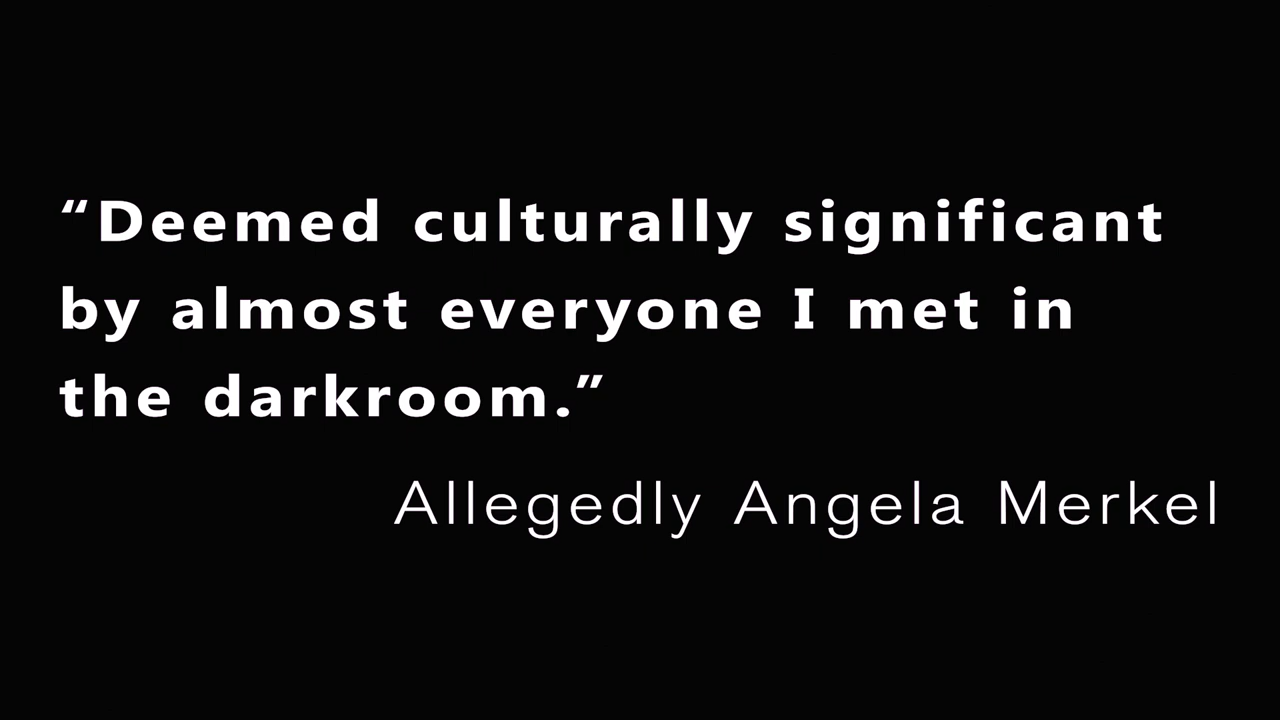 “Deemed culturally significant
by almost everyone I met in
the darkroom.”
Allegedly Angela Merkel